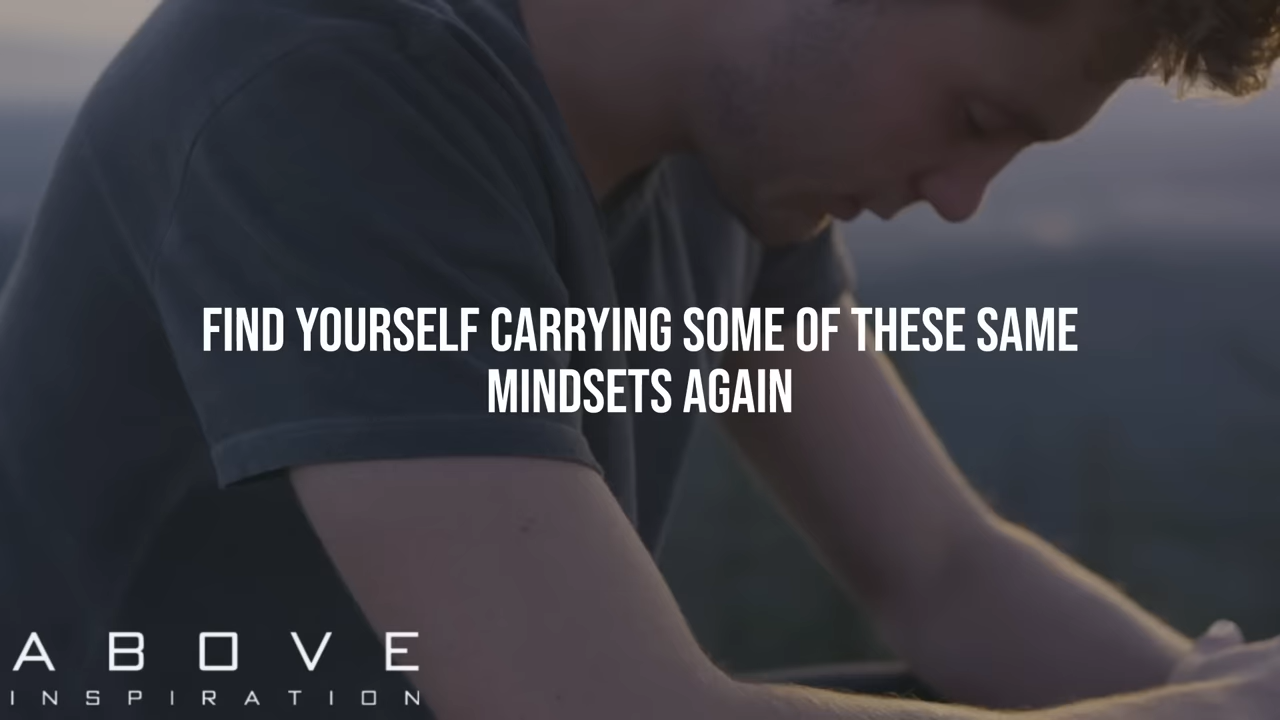 FIND YOURSELF CARRYING SOME OF THESE SAME
MINDSETS AGAIN
ABOVE
INSPIRATION